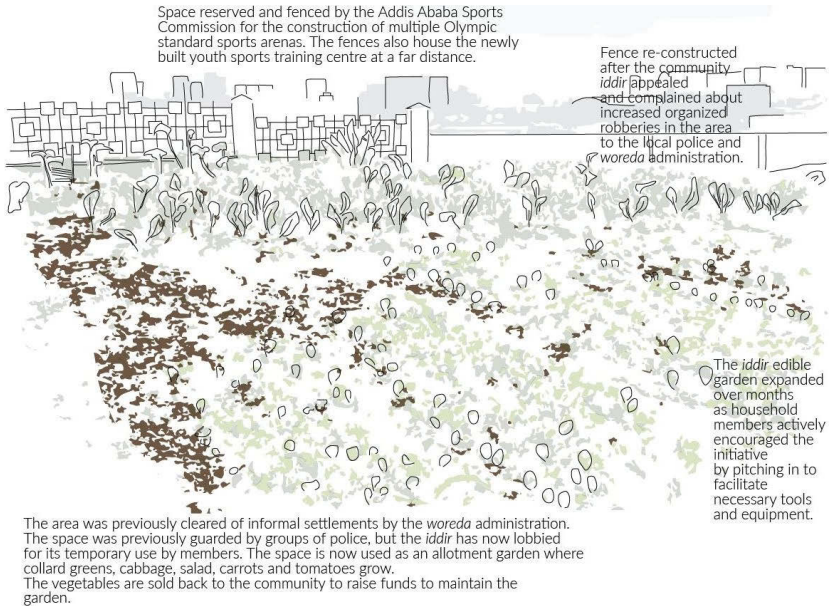 Space reserved and fenced by the Addis Ababa Sports
Commission for the construction of multiple Olympic
standard sports arenas. The fences also house the newly
built youth sports training centre at a far distance.
Fence re-constructed
after the community
iddir appealed
and complained about
increased organized
robberies in the area
to the local police and
woreda administration.
The iddir edible
garden expanded
over months
as household
members actively
encouraged the
initiative
by pitching in to
facilitate
necessary tools
and equipment.
The area was previously cleared of informal settlements by the woreda administration.
The space was previously guarded by groups of police, but the iddir has now lobbied
for its temporary use by members. The space is now used as an allotment garden where
collard greens, cabbage, salad, carrots and tomatoes grow.
The vegetables are sold back to the community to raise funds to maintain the
garden.